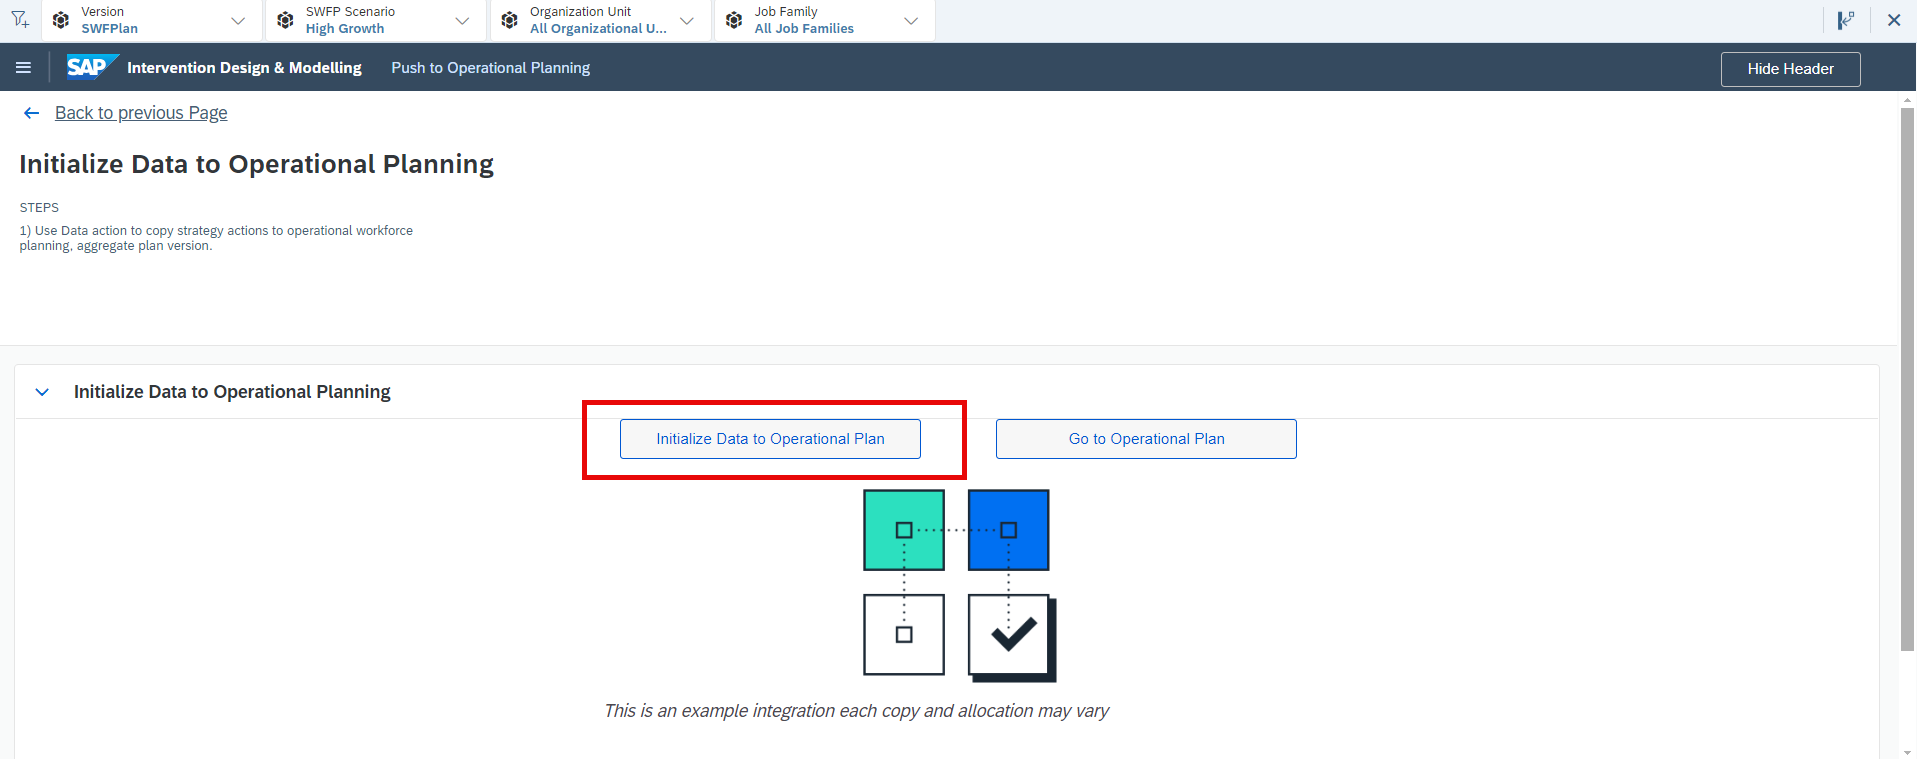 Version
SWFPlan
SWFP Scenario
High Growth
Organization Unit
All Organizational U...
Job Family
All Job Families
SAP Intervention Design & Modelling Push to Operational Planning Hide Header
Back to previous Page
Initialize Data to Operational Planning
STEPS
1) Use Data action to copy strategy actions to operational workforce
planning, aggregate plan version.
Initialize Data to Operational Planning
Initialize Data to Operational Plan
Go to Operational Plan
This is an example integration each copy and allocation may vary